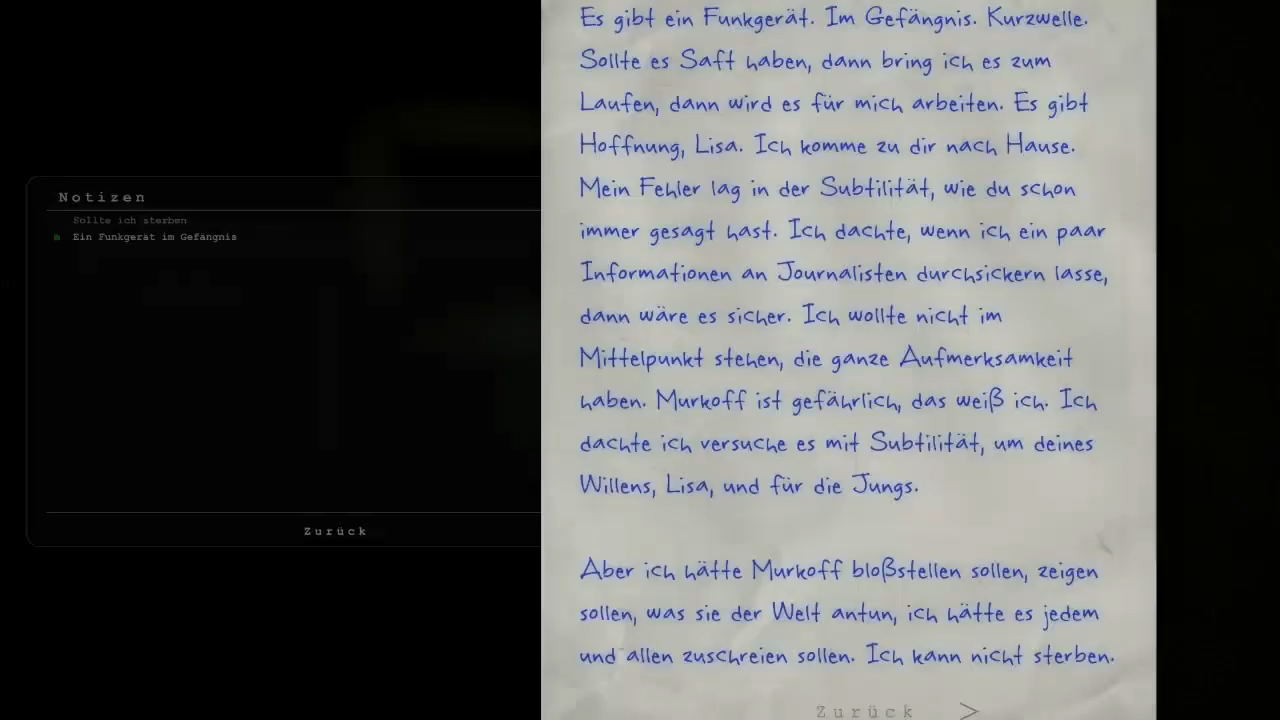 Notizen
Sollte ich sterben
Ein Funkgerät im Gefängnis
Zurück
Es gibt ein Funkgerät. Im Gefängnis. Kurzwelle.
Sollte es Saft haben, dann bring ich es zum
Laufen, dann wird es für mich arbeiten. Es gibt
Hoffnung, Lisa. Ich komme zu dir nach Hause.
Mein Fehler lag in der Subtilität, wie du schon
immer gesagt hast. Ich dachte, wenn ich ein paar
Informationen an Journalisten durchsickern lasse,
dann wäre es sicher. Ich wollte nicht im
Mittelpunkt stehen, die ganze Aufmerksamkeit
haben. Murkoff ist gefährlich, das weiß ich. Ich
dachte ich versuche es mit Subtilität, um deines
Willens, Lisa, und für die Jungs.
Aber ich hätte Murkoff bloßstellen sollen, zeigen
sollen, was sie der Welt antun, ich hätte es jedem
und allen zuschreien sollen. Ich kann nicht sterben.
Zurück >